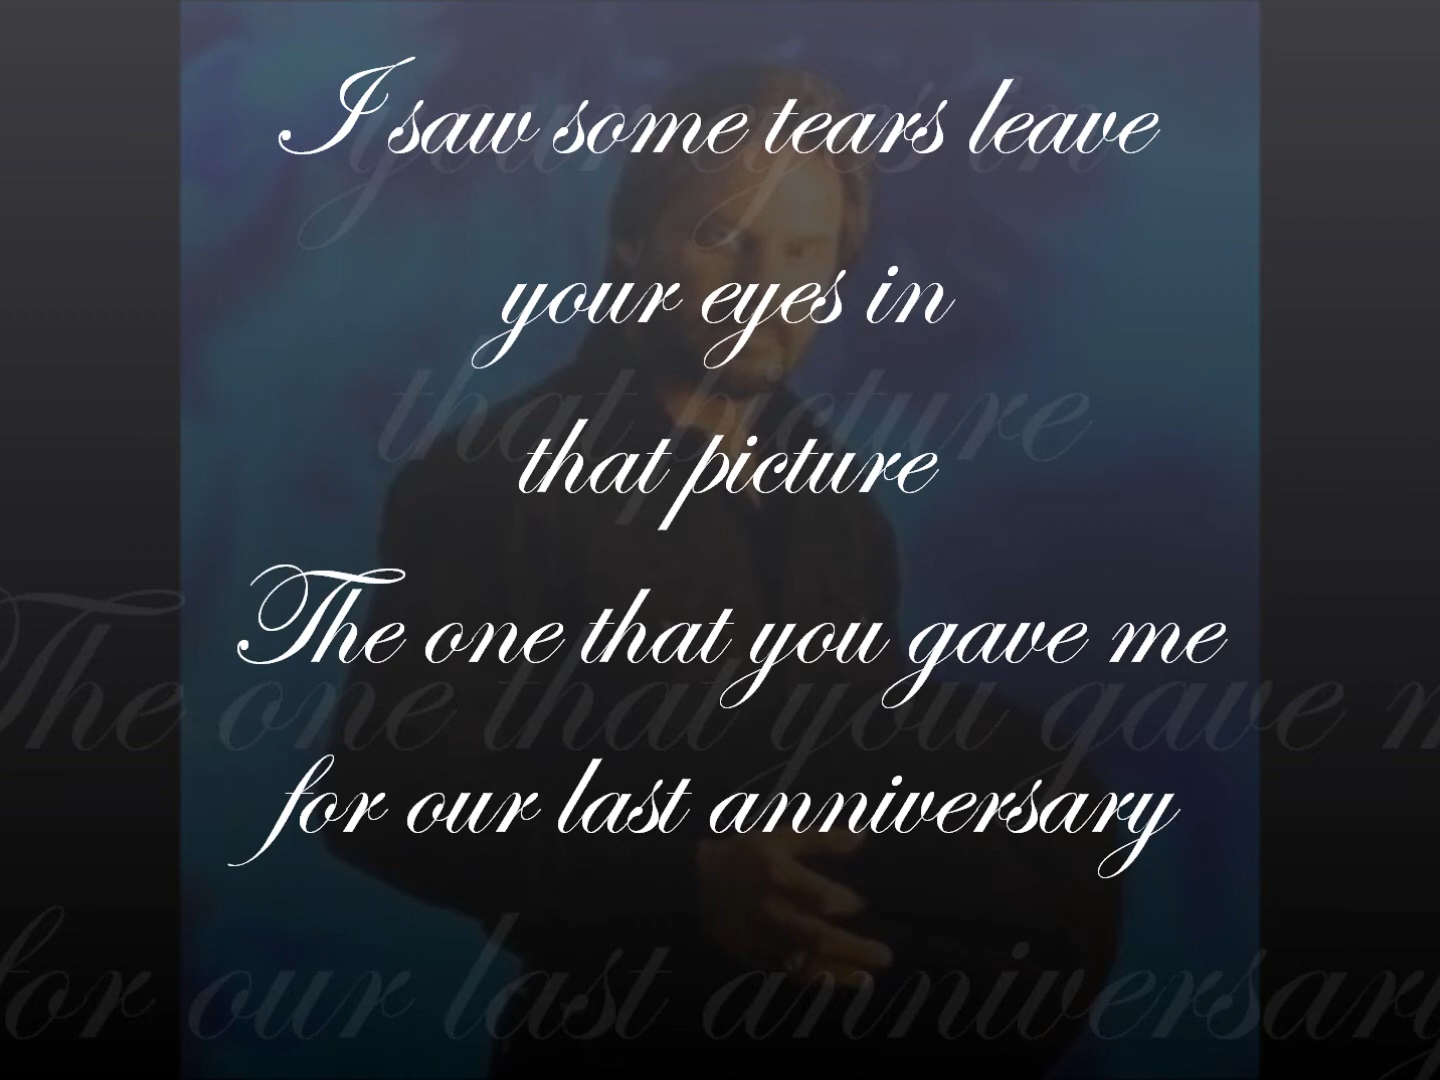 I saw some tears leave
your eyes in
that picture
The one that you gave me
for our last anniversary